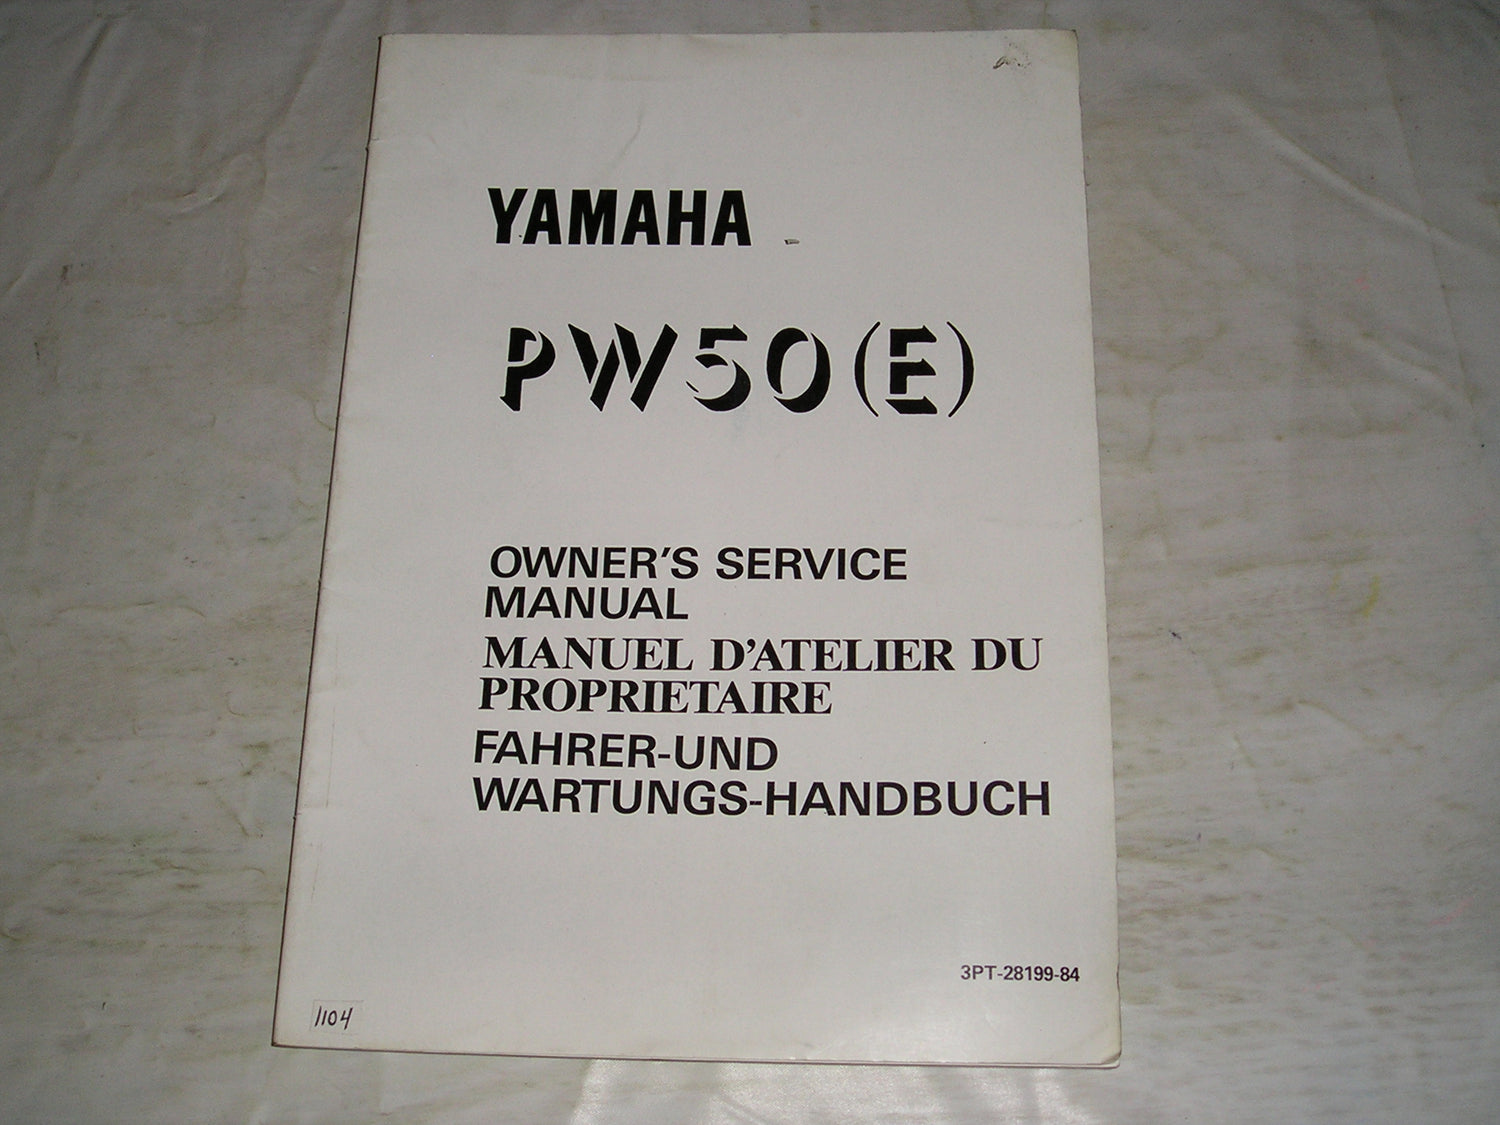 YAMAHA
PW50(E)
OWNER'S SERVICE
MANUAL
MANUEL D'ATELIER DU
PROPRIETAIRE
FAHRER-UND
WARTUNGS-HANDBUCH
3PT-28199-84
1104